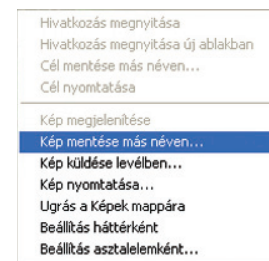 Hivatkozás megnyitása
Hivatkozás megnyitása új ablakban
Cél mentése más néven...
Cél nyomtatása
Kép megjelenítése
Kép mentése más néven...
Kép küldése levélben...
Kép nyomtatása...
Ugrás a Képek mappára
Beállítás háttérként
Beállítás asztalelemként...